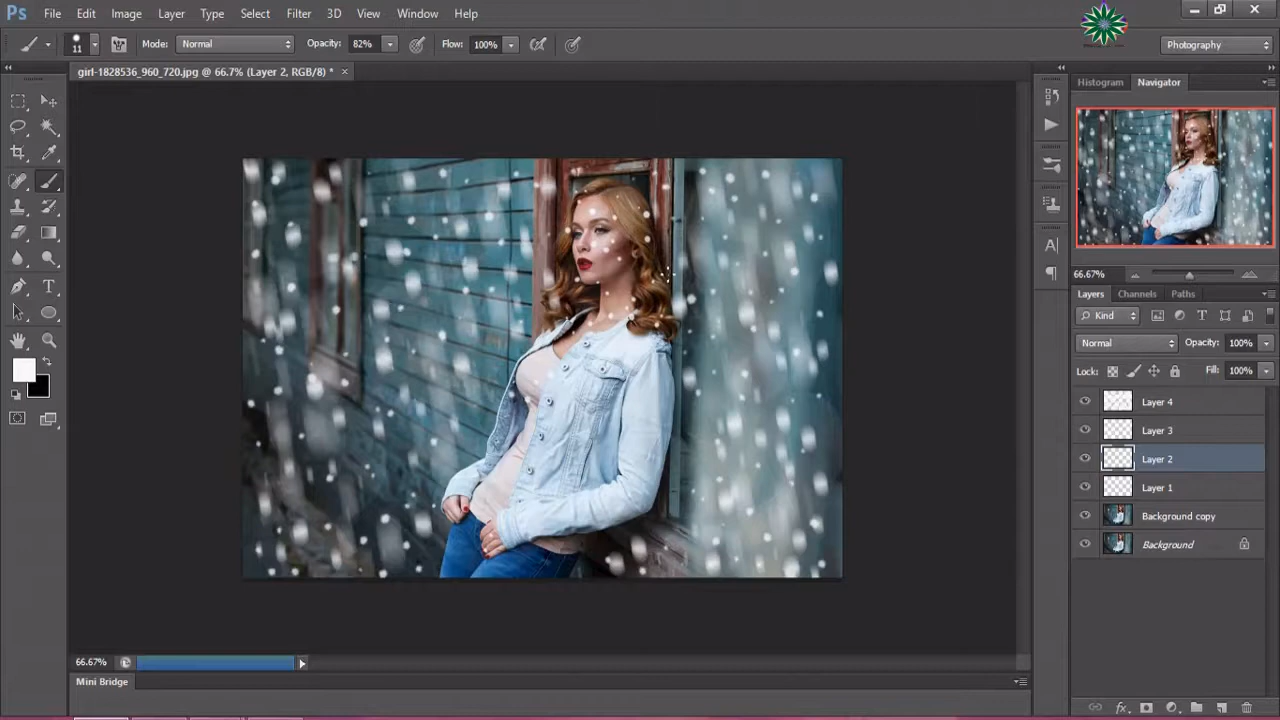 Ps File Edit Image Layer Type Select Filter 3D View Window Help
11 Mode: Normal Opacity: 82% Flow: 100% Photography
girl-1828536_960_720.jpg @ 66.7% (Layer 2, RGB/8) *
Histogram Navigator
66.67%
Layers Channels Paths
Kind
Normal Opacity: 100%
Lock: Fill: 100%
Layer 4
Layer 3
Layer 2
Layer 1
Background copy
Background
66.67%
Mini Bridge